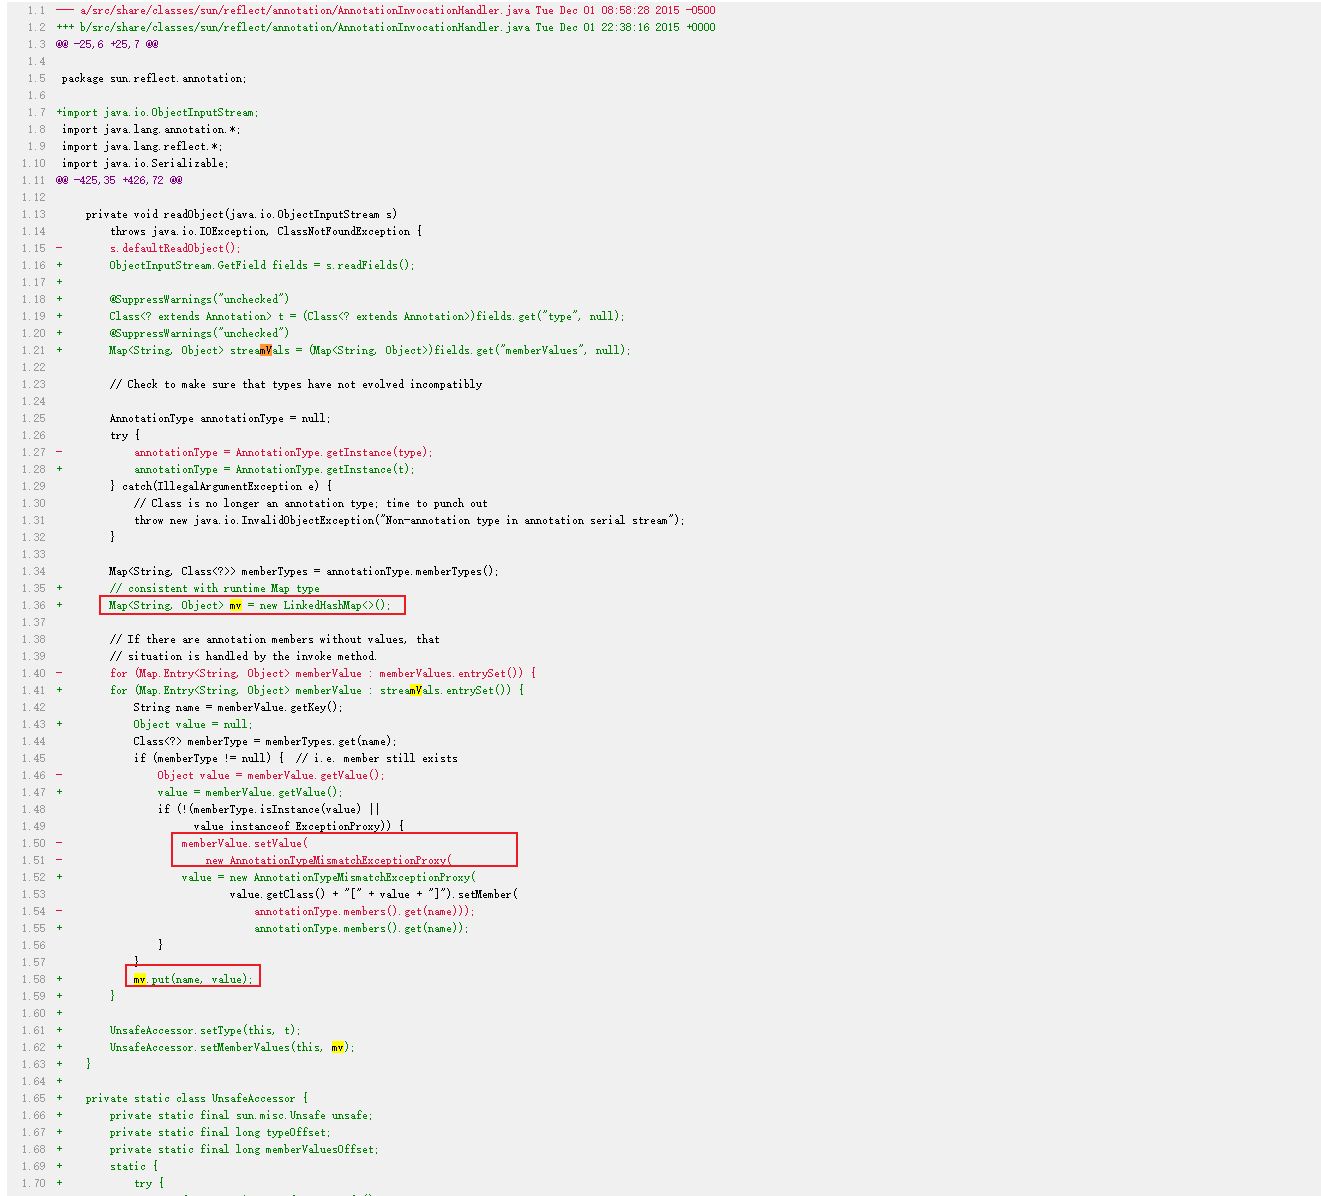 1.1 --- a/src/share/classes/sun/reflect/annotation/AnnotationInvocationHandler.java Tue Dec 01 08:58:28 2015 -0500
1.2 +++ b/src/share/classes/sun/reflect/annotation/AnnotationInvocationHandler.java Tue Dec 01 22:38:16 2015 +0000
1.3 @@ -25,6 +25,7 @@
1.4
1.5 package sun.reflect.annotation;
1.6
1.7 +import java.io.ObjectInputStream;
1.8 import java.lang.annotation.*;
1.9 import java.lang.reflect.*;
1.10 import java.io.Serializable;
1.11 @@ -425,35 +426,72 @@
1.12
1.13 private void readObject(java.io.ObjectInputStream s)
1.14 throws java.io.IOException, ClassNotFoundException {
1.15 - s.defaultReadObject();
1.16 + ObjectInputStream.GetField fields = s.readFields();
1.17 +
1.18 + @SuppressWarnings("unchecked")
1.19 + Class<? extends Annotation> t = (Class<? extends Annotation>)fields.get("type", null);
1.20 + @SuppressWarnings("unchecked")
1.21 + Map<String, Object> streamVals = (Map<String, Object>)fields.get("memberValues", null);
1.22
1.23 // Check to make sure that types have not evolved incompatibly
1.24
1.25 AnnotationType annotationType = null;
1.26 try {
1.27 - annotationType = AnnotationType.getInstance(type);
1.28 + annotationType = AnnotationType.getInstance(t);
1.29 } catch(IllegalArgumentException e) {
1.30 // Class is no longer an annotation type; time to punch out
1.31 throw new java.io.InvalidObjectException("Non-annotation type in annotation serial stream");
1.32 }
1.33
1.34 Map<String, Class<?>> memberTypes = annotationType.memberTypes();
1.35 + // consistent with runtime Map type
1.36 + Map<String, Object> mv = new LinkedHashMap<>();
1.37
1.38 // If there are annotation members without values, that
1.39 // situation is handled by the invoke method.
1.40 - for (Map.Entry<String, Object> memberValue : memberValues.entrySet()) {
1.41 + for (Map.Entry<String, Object> memberValue : streamVals.entrySet()) {
1.42 String name = memberValue.getKey();
1.43 + Object value = null;
1.44 Class<?> memberType = memberTypes.get(name);
1.45 if (memberType != null) { // i.e. member still exists
1.46 - Object value = memberValue.getValue();
1.47 + value = memberValue.getValue();
1.48 if (!(memberType.isInstance(value) ||
1.49 value instanceof ExceptionProxy)) {
1.50 - memberValue.setValue(
1.51 - new AnnotationTypeMismatchExceptionProxy(
1.52 + value = new AnnotationTypeMismatchExceptionProxy(
1.53 value.getClass() + "[" + value + "]").setMember(
1.54 - annotationType.members().get(name)));
1.55 + annotationType.members().get(name));
1.56 }
1.57 }
1.58 + mv.put(name, value);
1.59 + }
1.60 +
1.61 + UnsafeAccessor.setType(this, t);
1.62 + UnsafeAccessor.setMemberValues(this, mv);
1.63 + }
1.64 +
1.65 + private static class UnsafeAccessor {
1.66 + private static final sun.misc.Unsafe unsafe;
1.67 + private static final long typeOffset;
1.68 + private static final long memberValuesOffset;
1.69 + static {
1.70 + try {